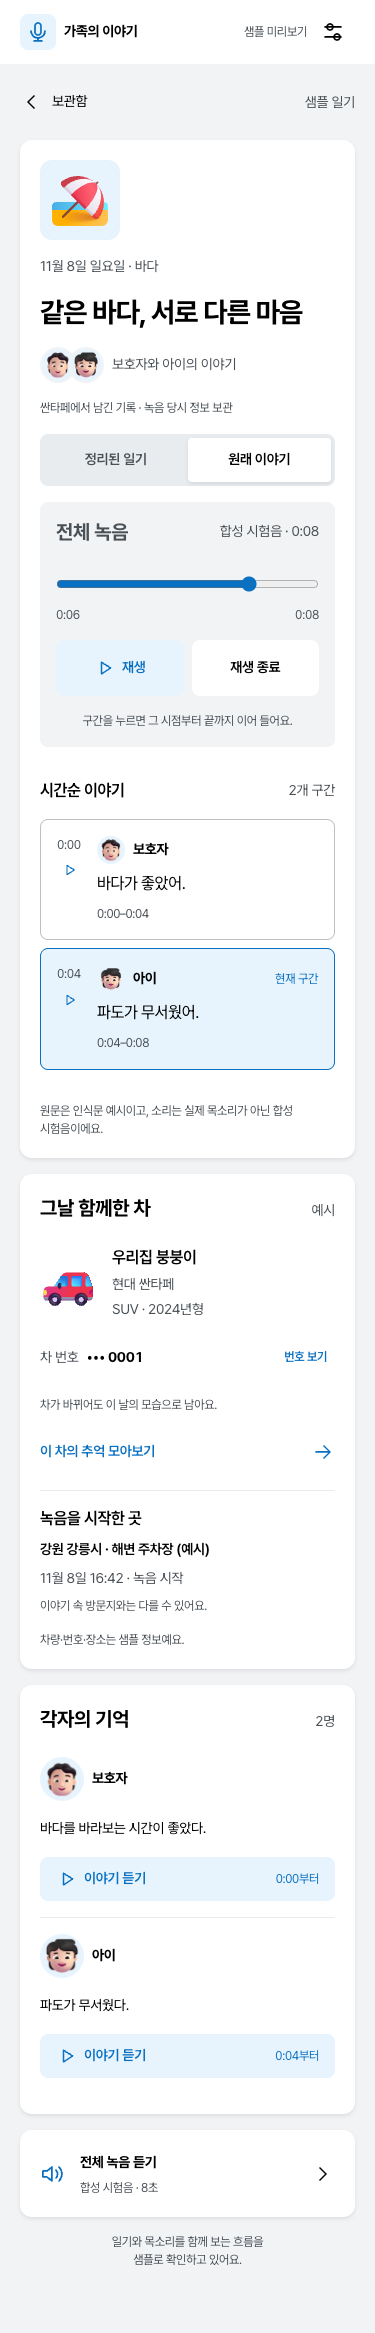 가족의 이야기
샘플 미리보기
보관함
샘플 일기
11월 8일 일요일 · 바다
같은 바다, 서로 다른 마음
보호자와 아이의 이야기
싼타페에서 남긴 기록 · 녹음 당시 정보 보관
정리된 일기
원래 이야기
전체 녹음
합성 시험음 · 0:08
0:06
0:08
재생
재생 종료
구간을 누르면 그 시점부터 끝까지 이어 들어요.
시간순 이야기
2개 구간
0:00
보호자
바다가 좋았어.
0:00–0:04
0:04
아이
현재 구간
파도가 무서웠어.
0:04–0:08
원문은 인식문 예시이고, 소리는 실제 목소리가 아닌 합성
시험음이에요.
그날 함께한 차
예시
우리집 붕붕이
현대 싼타페
SUV · 2024년형
차 번호 ••• 0001
번호 보기
차가 바뀌어도 이 날의 모습으로 남아요.
이 차의 추억 모아보기
녹음을 시작한 곳
강원 강릉시 · 해변 주차장 (예시)
11월 8일 16:42 · 녹음 시작
이야기 속 방문지와는 다를 수 있어요.
차량·번호·장소는 샘플 정보예요.
각자의 기억
2명
보호자
바다를 바라보는 시간이 좋았다.
이야기 듣기
0:00부터
아이
파도가 무서웠다.
이야기 듣기
0:04부터
전체 녹음 듣기
합성 시험음 · 8초
일기와 목소리를 함께 보는 흐름을
샘플로 확인하고 있어요.